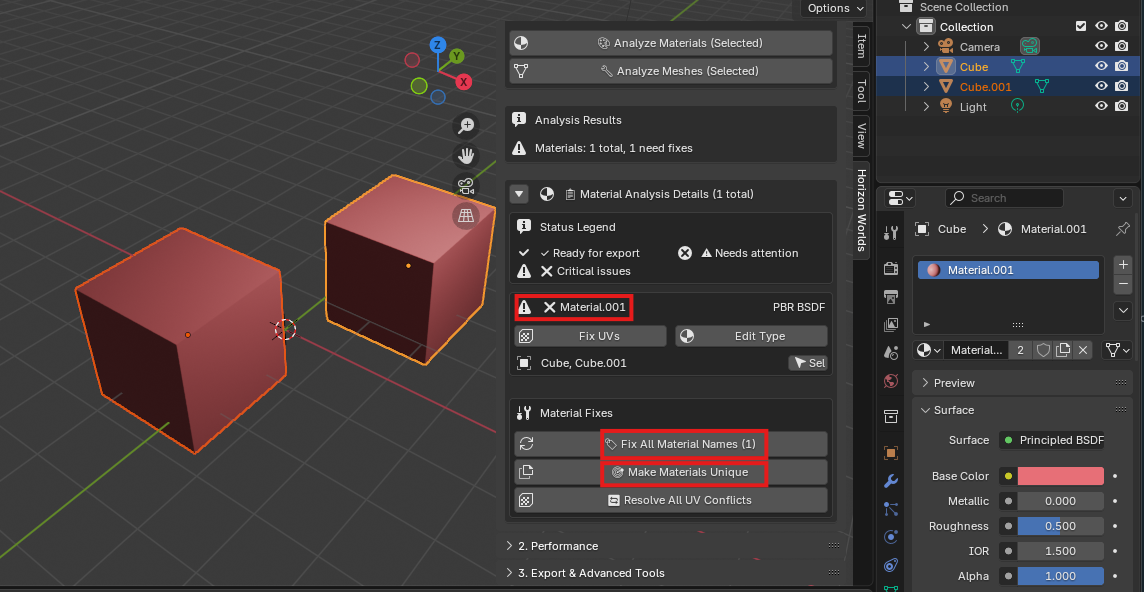 Options
Z
Y
X
Analyze Materials (Selected)
Analyze Meshes (Selected)
Analysis Results
Materials: 1 total, 1 need fixes
Material Analysis Details (1 total)
Status Legend
Ready for export
Needs attention
Critical issues
Material.001
PBR BSDF
Fix UVs
Edit Type
Cube, Cube.001
Sel
Material Fixes
Fix All Material Names (1)
Make Materials Unique
Resolve All UV Conflicts
2. Performance
3. Export & Advanced Tools
Item
Tool
View
Horizon Worlds
Scene Collection
Collection
Camera
Cube
Cube.001
Light
Search
Cube
Material.001
Material.001
Material...
2
Preview
Surface
Surface
Principled BSDF
Base Color
Metallic
0.000
Roughness
0.500
IOR
1.500
Alpha
1.000